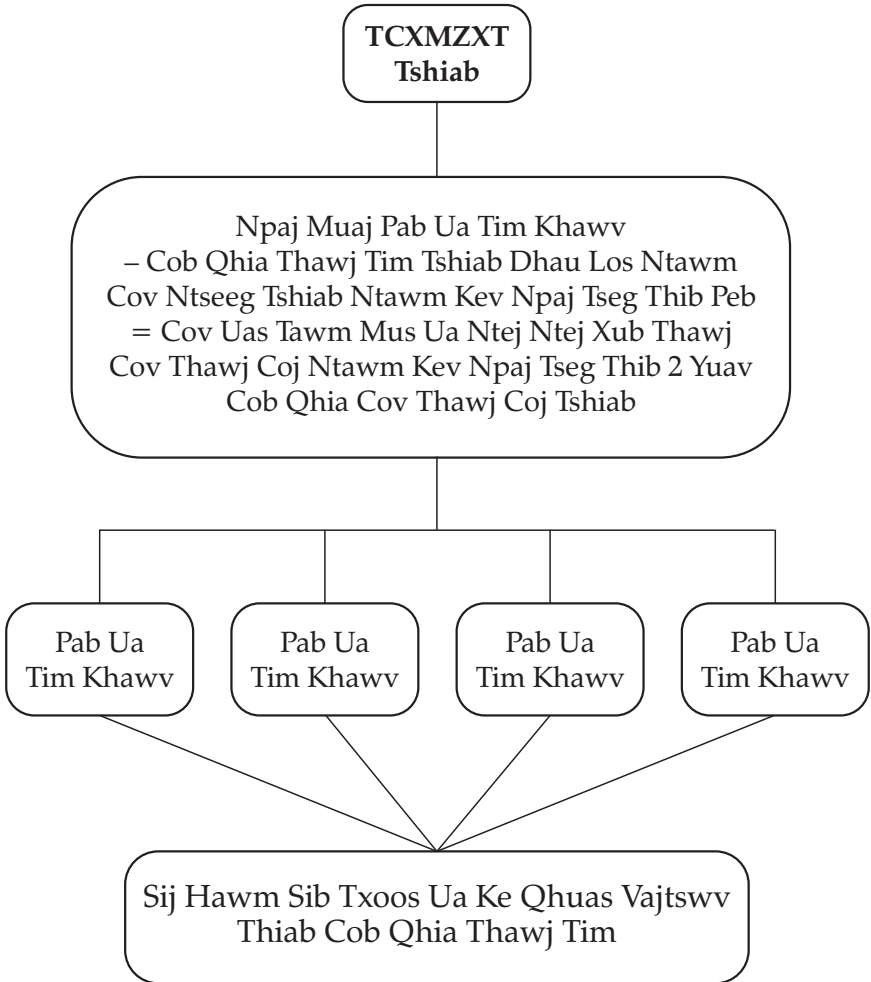 TCXMZXT
Tshiab
Npaj Muaj Pab Ua Tim Khawv
– Cob Qhia Thawj Tim Tshiab Dhau Los Ntawm
Cov Ntseeg Tshiab Ntawm Kev Npaj Tseg Thib Peb
= Cov Uas Tawm Mus Ua Ntej Ntej Xub Thawj
Cov Thawj Coj Ntawm Kev Npaj Tseg Thib 2 Yuav
Cob Qhia Cov Thawj Coj Tshiab
Pab Ua
Tim Khawv
Pab Ua
Tim Khawv
Pab Ua
Tim Khawv
Pab Ua
Tim Khawv
Sij Hawm Sib Txoos Ua Ke Qhuas Vajtswv
Thiab Cob Qhia Thawj Tim